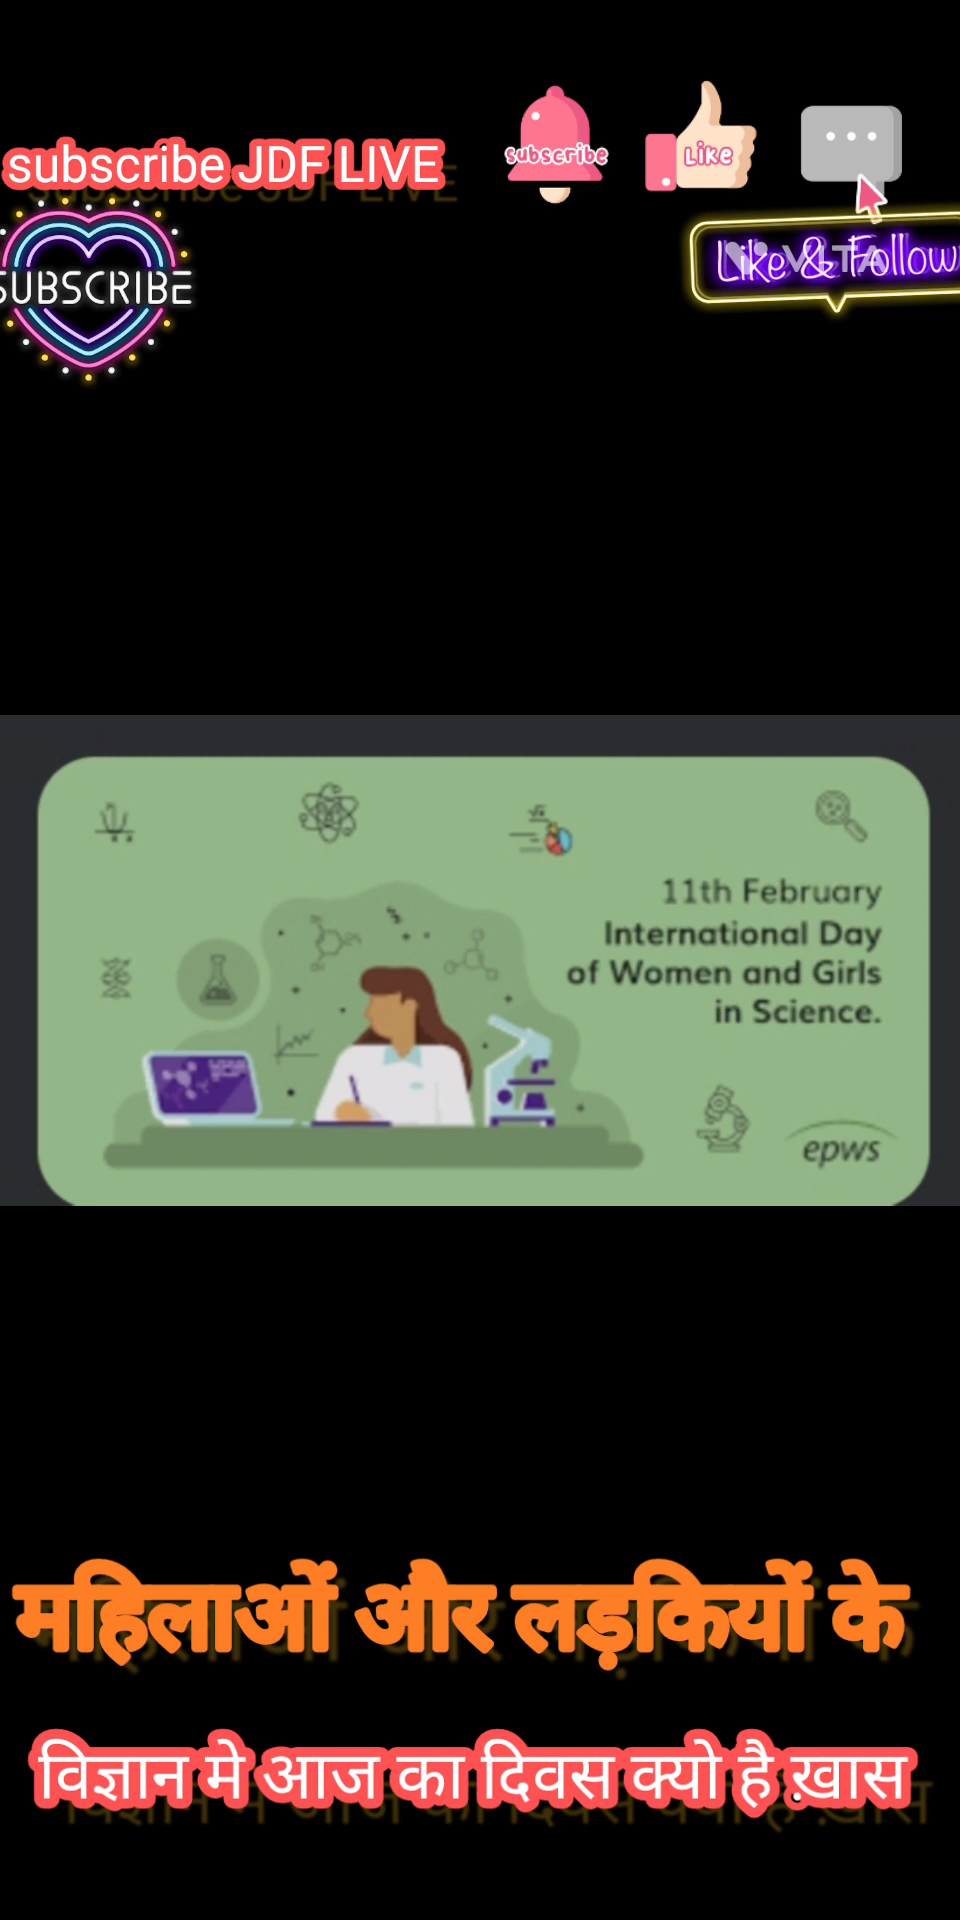 subscribe JDF LIVE
subscribe
Like
SUBSCRIBE
Like & Follow
VITA
11th February
International Day
of Women and Girls
in Science.
epws
महिलाओं और लड़कियों के
विज्ञान मे आज का दिवस क्यो है ख़ास